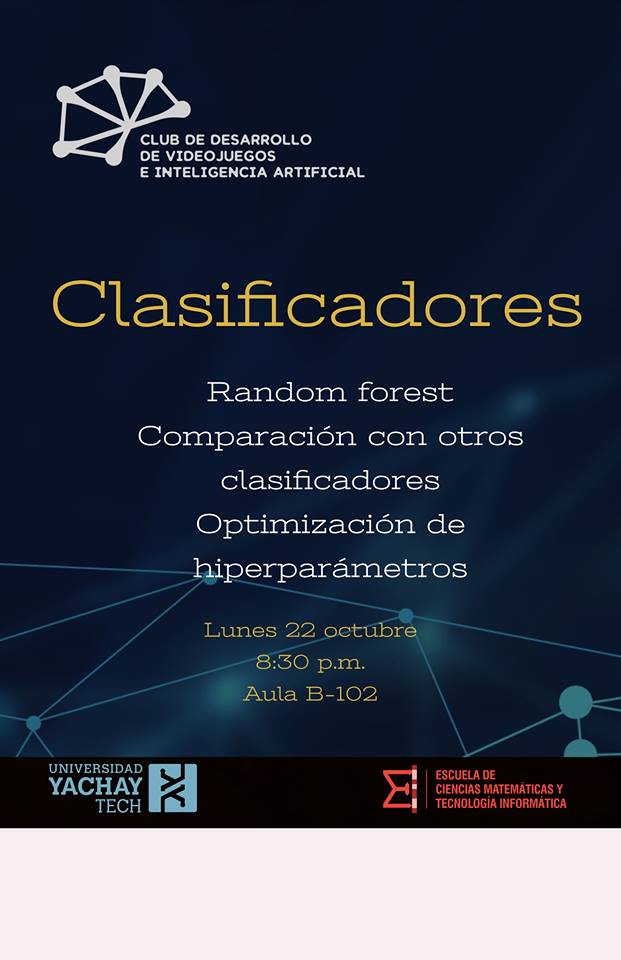 CLUB DE DESARROLLO
DE VIDEOJUEGOS
E INTELIGENCIA ARTIFICIAL
Clasificadores
Random forest
Comparación con otros
clasificadores
Optimización de
hiperparámetros
Lunes 22 octubre
8:30 p.m.
Aula B-102
UNIVERSIDAD
YACHAY
TECH
ESCUELA DE
CIENCIAS MATEMÁTICAS Y
TECNOLOGÍA INFORMÁTICA